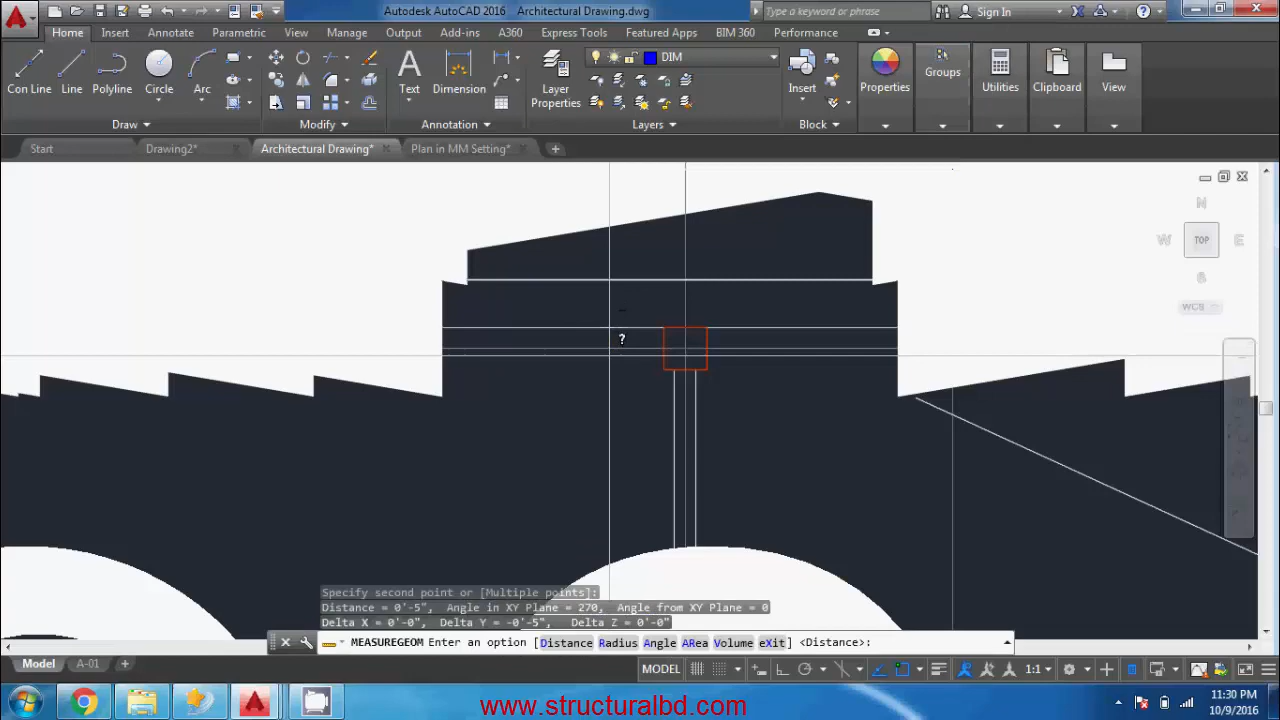 Autodesk AutoCAD 2016 Architectural Drawing.dwg
Type a keyword or phrase
Sign In
Home Insert Annotate Parametric View Manage Output Add-ins A360 Express Tools Featured Apps BIM 360 Performance
Con Line Line Polyline Circle Arc
Text Dimension
Layer Properties
DIM
Insert
Properties
Groups
Utilities
Clipboard
View
Draw Modify Annotation Layers Block
Start Drawing2* Architectural Drawing* Plan in MM Setting*
N
W TOP E
S
WCS
?
Specify second point or [Multiple points]:
Distance = 0'-5", Angle in XY Plane = 270, Angle from XY Plane = 0
Delta X = 0'-0", Delta Y = -0'-5", Delta Z = 0'-0"
MEASUREGEOM Enter an option [Distance Radius Angle ARea Volume eXit] <Distance>:
Model A-01
MODEL
1:1
11:30 PM
10/9/2016
www.structuralbd.com